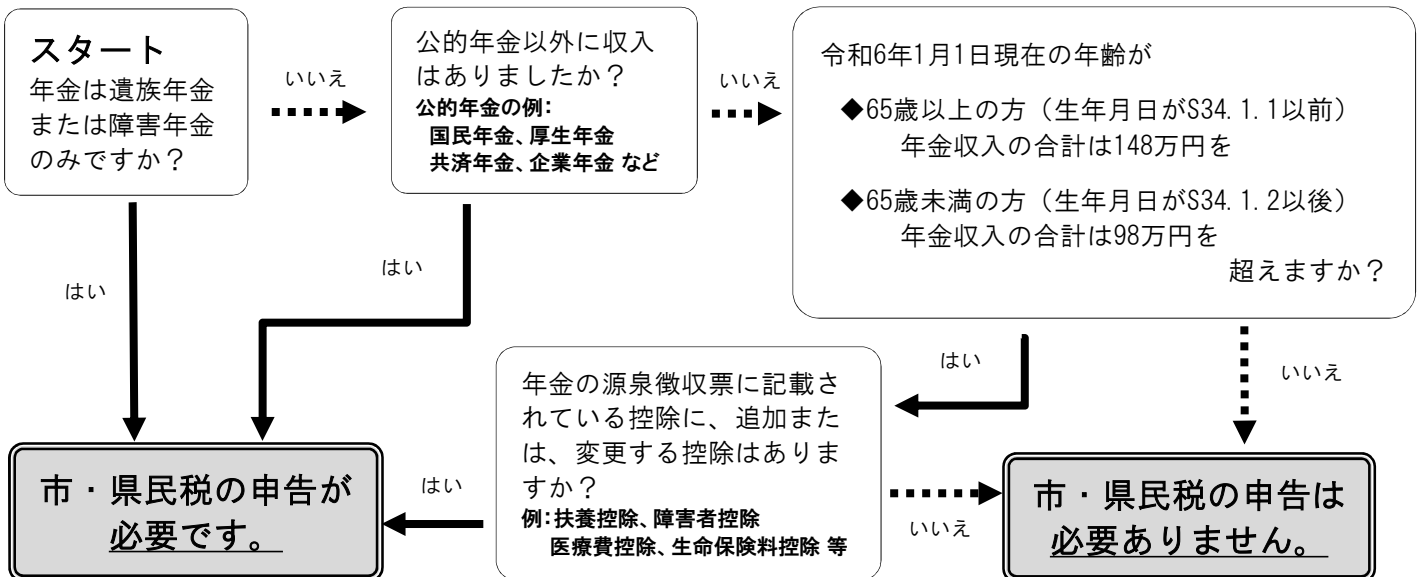 スタート
年金は遺族年金
または障害年金
のみですか？
いいえ
公的年金以外に収入
はありましたか？
公的年金の例：
国民年金、厚生年金
共済年金、企業年金 など
いいえ
令和6年1月1日現在の年齢が
◆65歳以上の方（生年月日がS34.1.1以前）
年金収入の合計は148万円を
◆65歳未満の方（生年月日がS34.1.2以後）
年金収入の合計は98万円を
超えますか？
はい
はい
はい
いいえ
年金の源泉徴収票に記載さ
れている控除に、追加また
は、変更する控除はありま
すか？
例：扶養控除、障害者控除
医療費控除、生命保険料控除 等
はい
いいえ
市・県民税の申告が
必要です。
市・県民税の申告は
必要ありません。